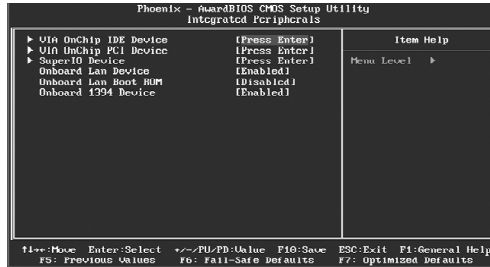 Phoenix - AwardBIOS CMOS Setup Utility
Integrated Peripherals
▶ VIA OnChip IDE Device [Press Enter] Item Help
▶ VIA OnChip PCI Device [Press Enter]
▶ SuperIO Device [Press Enter] Menu Level ▶
Onboard Lan Device [Enabled]
Onboard Lan Boot ROM [Disabled]
Onboard 1394 Device [Enabled]
↑↓→←:Move Enter:Select +/-/PU/PD:Value F10:Save ESC:Exit F1:General Help
F5: Previous Values F6: Fail-Safe Defaults F7: Optimized Defaults